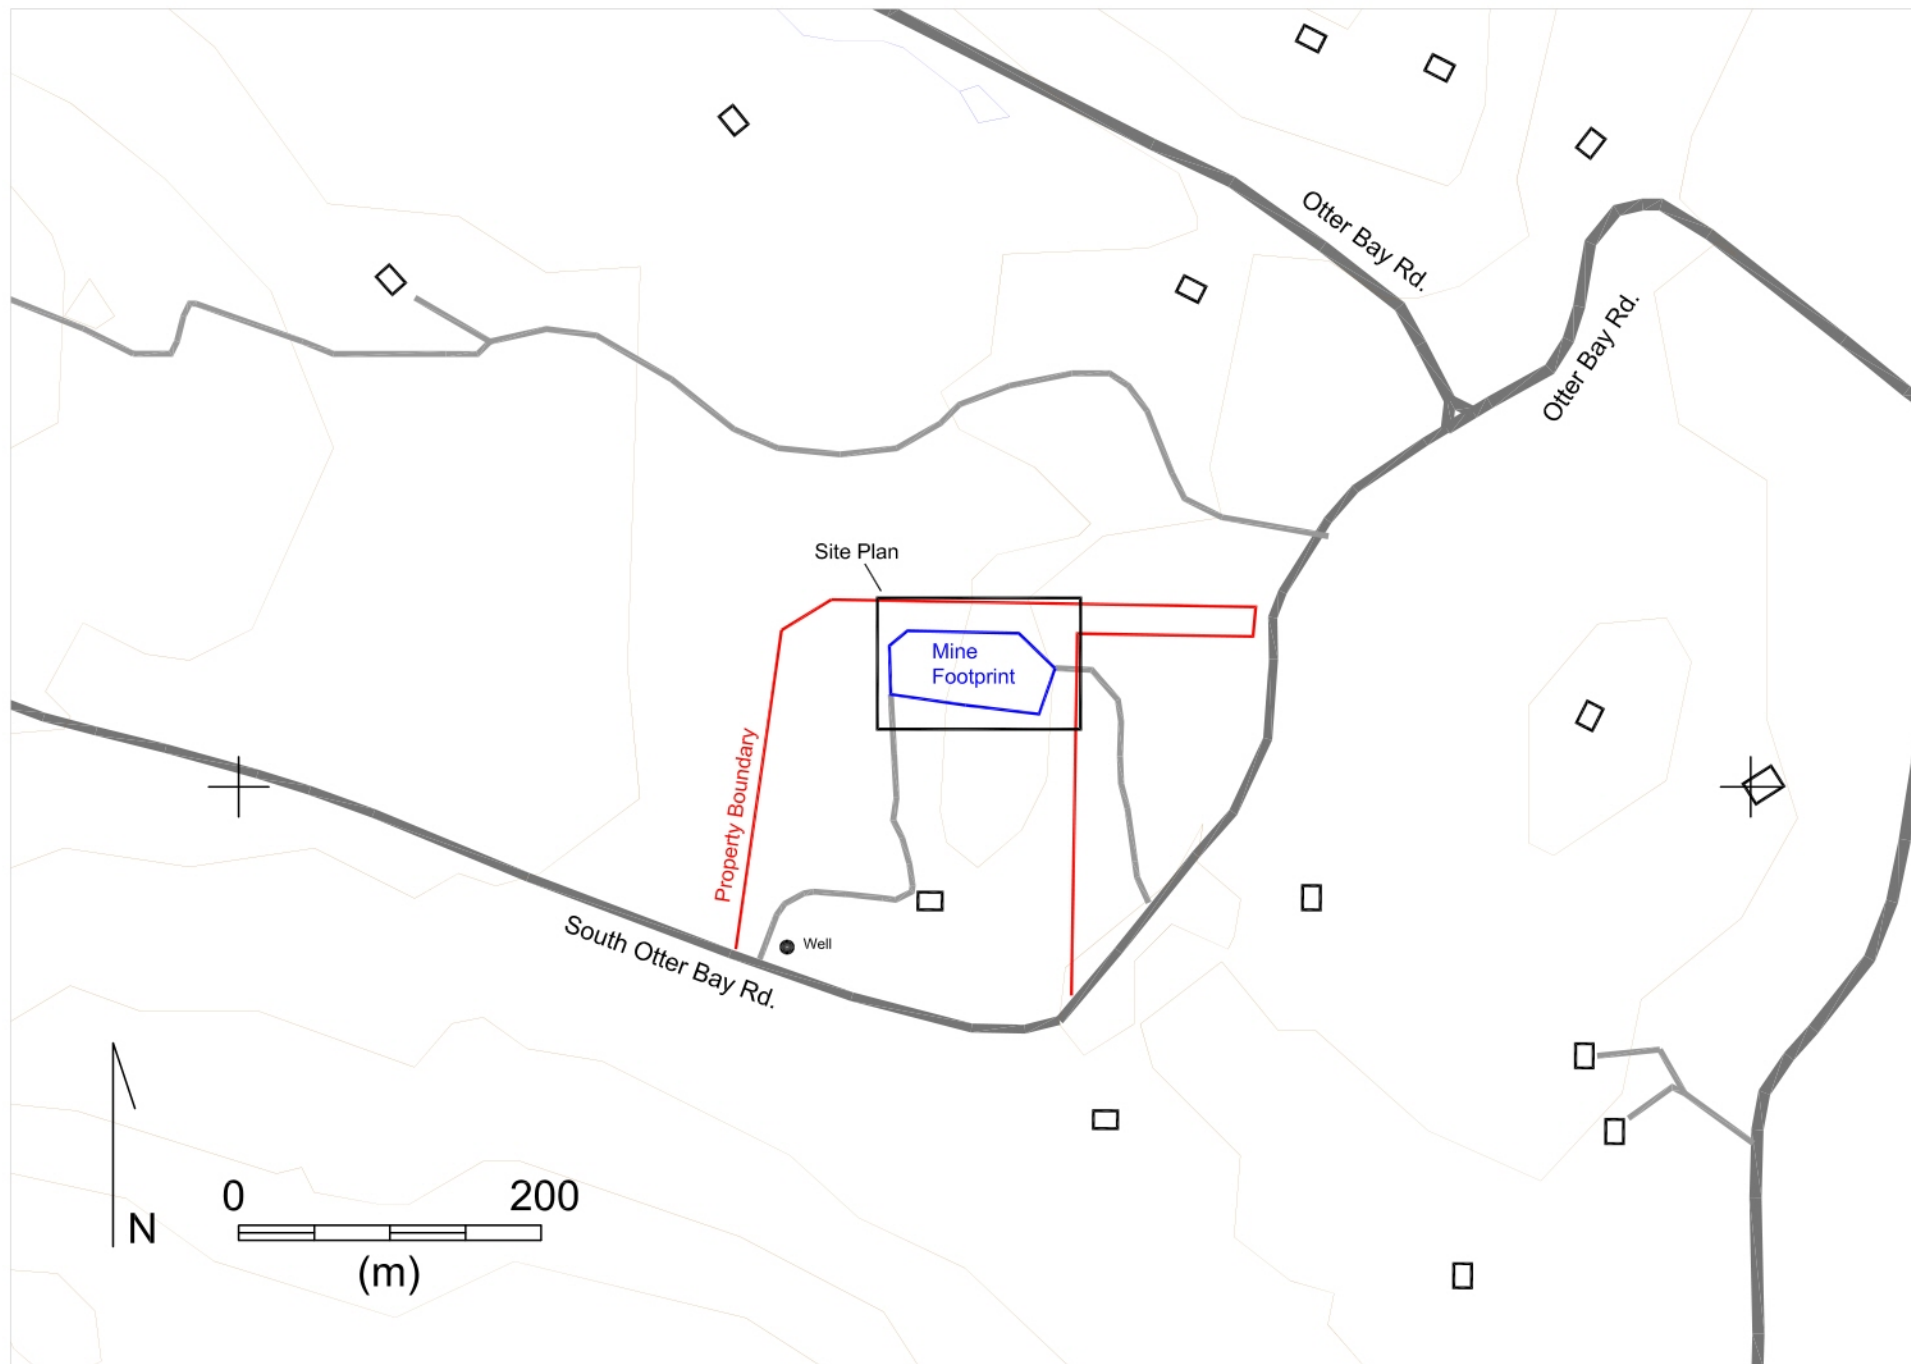 Otter Bay Rd.
Otter Bay Rd.
Site Plan
Mine
Footprint
Property Boundary
South Otter Bay Rd.
Well
0 200
(m)
N